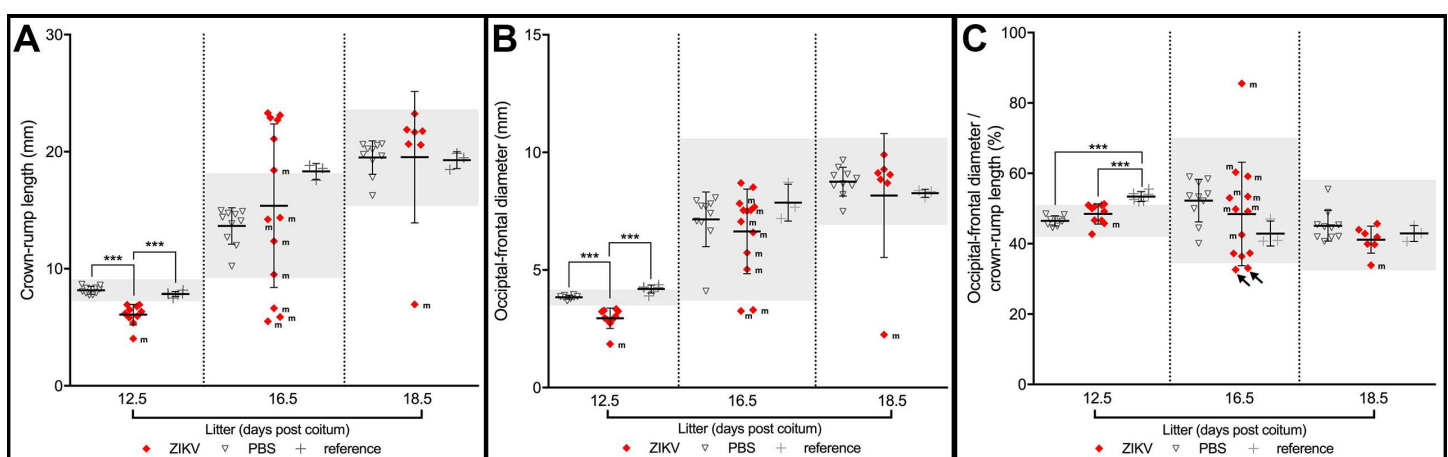 A
Crown-rump length (mm)
30
20
10
0
***
***
m
m
m
m
m
m
m
12.5
16.5
18.5
Litter (days post coitum)
ZIKV
PBS
reference
B
Occiptal-frontal diameter (mm)
15
10
5
0
***
***
m
m
m
m
m
m
m
m
12.5
16.5
18.5
Litter (days post coitum)
ZIKV
PBS
reference
C
Occipital-frontal diameter /
crown-rump length (%)
100
80
60
40
20
0
***
***
m
m
m
m
m
m
m
m
m
12.5
16.5
18.5
Litter (days post coitum)
ZIKV
PBS
reference